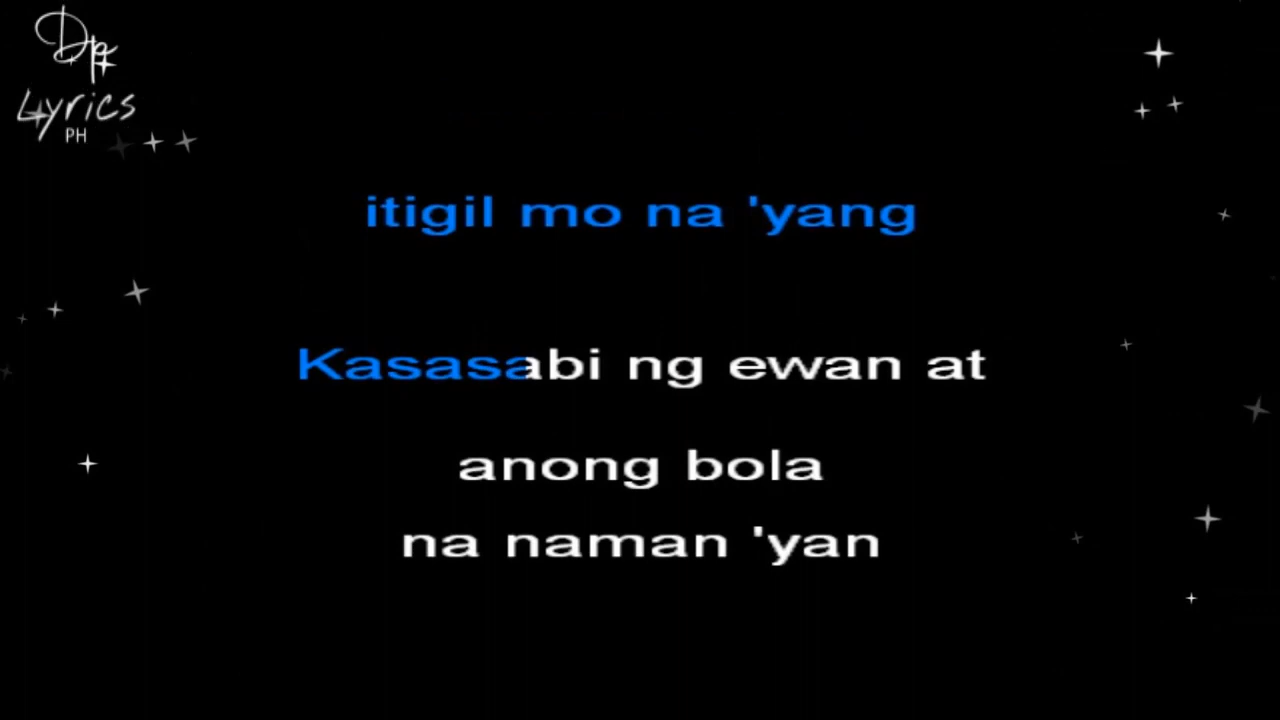 Dp
Lyrics
PH
itigil mo na 'yang
Kasasabi ng ewan at
anong bola
na naman 'yan